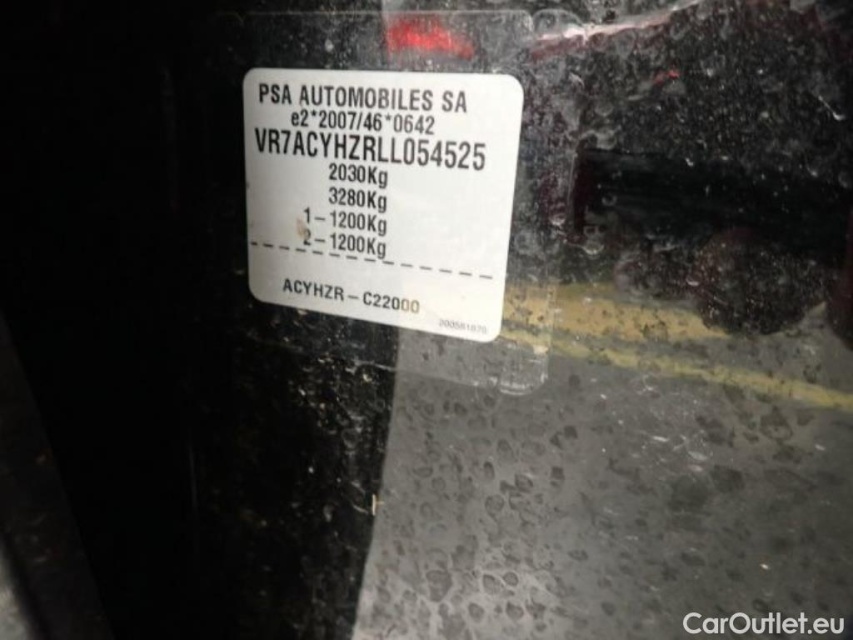 PSA AUTOMOBILES SA
e2*2007/46*0642
VR7ACYHZRLL054525
2030Kg
3280Kg
1-1200Kg
2-1200Kg
ACYHZR-C22000
CarOutlet.eu